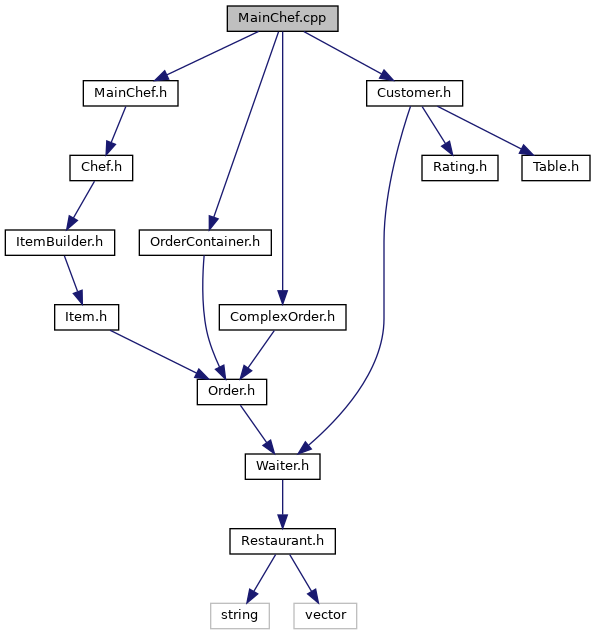 MainChef.cpp
MainChef.h
Customer.h
Chef.h
Rating.h
Table.h
ItemBuilder.h
OrderContainer.h
Item.h
ComplexOrder.h
Order.h
Waiter.h
Restaurant.h
string
vector